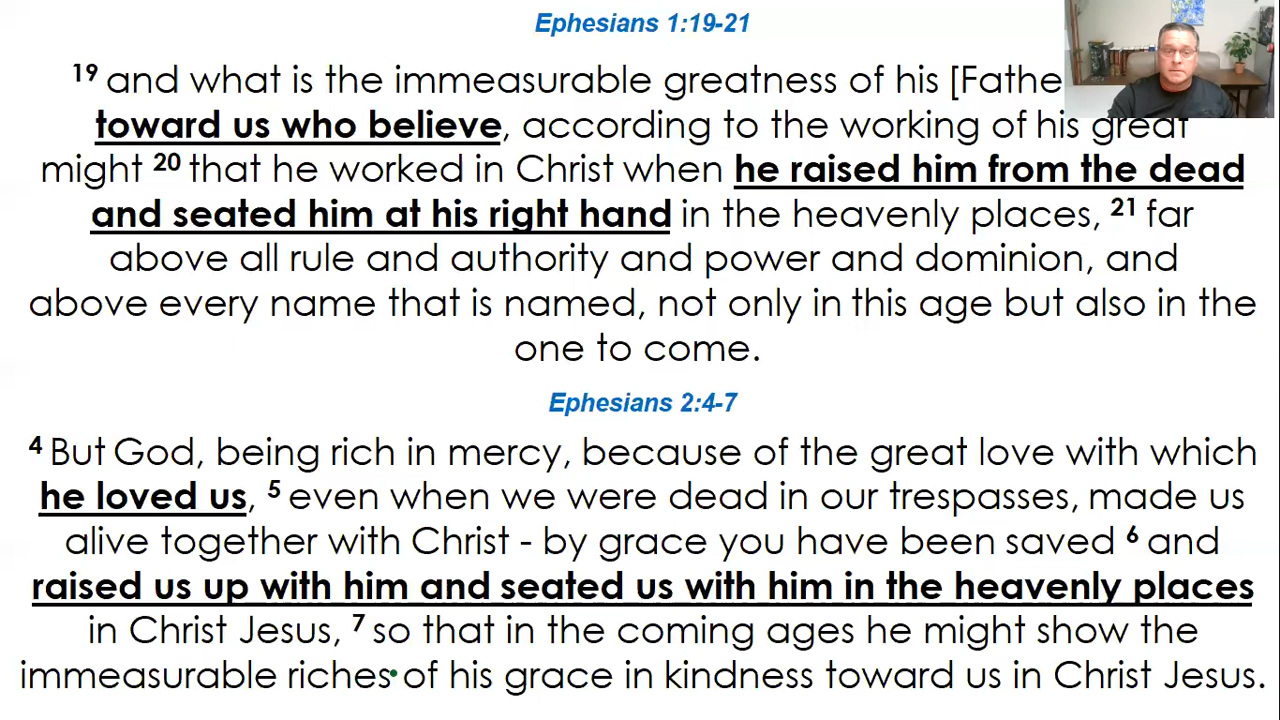 Ephesians 1:19-21
19 and what is the immeasurable greatness of his [Fathe
toward us who believe, according to the working of his great
might 20 that he worked in Christ when he raised him from the dead
and seated him at his right hand in the heavenly places, 21 far
above all rule and authority and power and dominion, and
above every name that is named, not only in this age but also in the
one to come.
Ephesians 2:4-7
4 But God, being rich in mercy, because of the great love with which
he loved us, 5 even when we were dead in our trespasses, made us
alive together with Christ - by grace you have been saved 6 and
raised us up with him and seated us with him in the heavenly places
in Christ Jesus, 7 so that in the coming ages he might show the
immeasurable riches of his grace in kindness toward us in Christ Jesus.